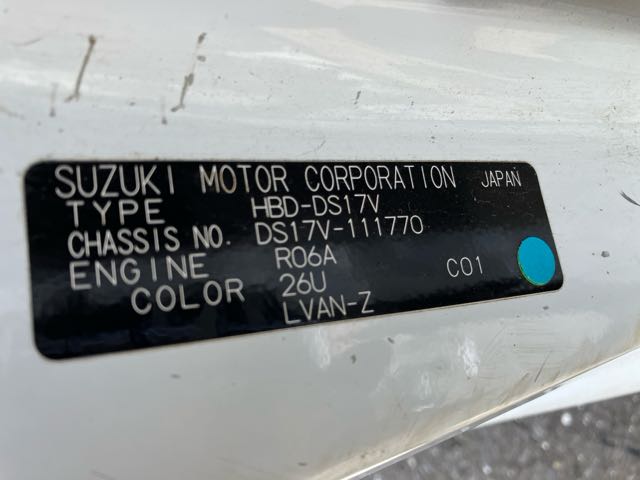 SUZUKI MOTOR CORPORATION JAPAN
TYPE HBD-DS17V
CHASSIS NO. DS17V-111770
ENGINE R06A
COLOR 26U C01
LVAN-Z